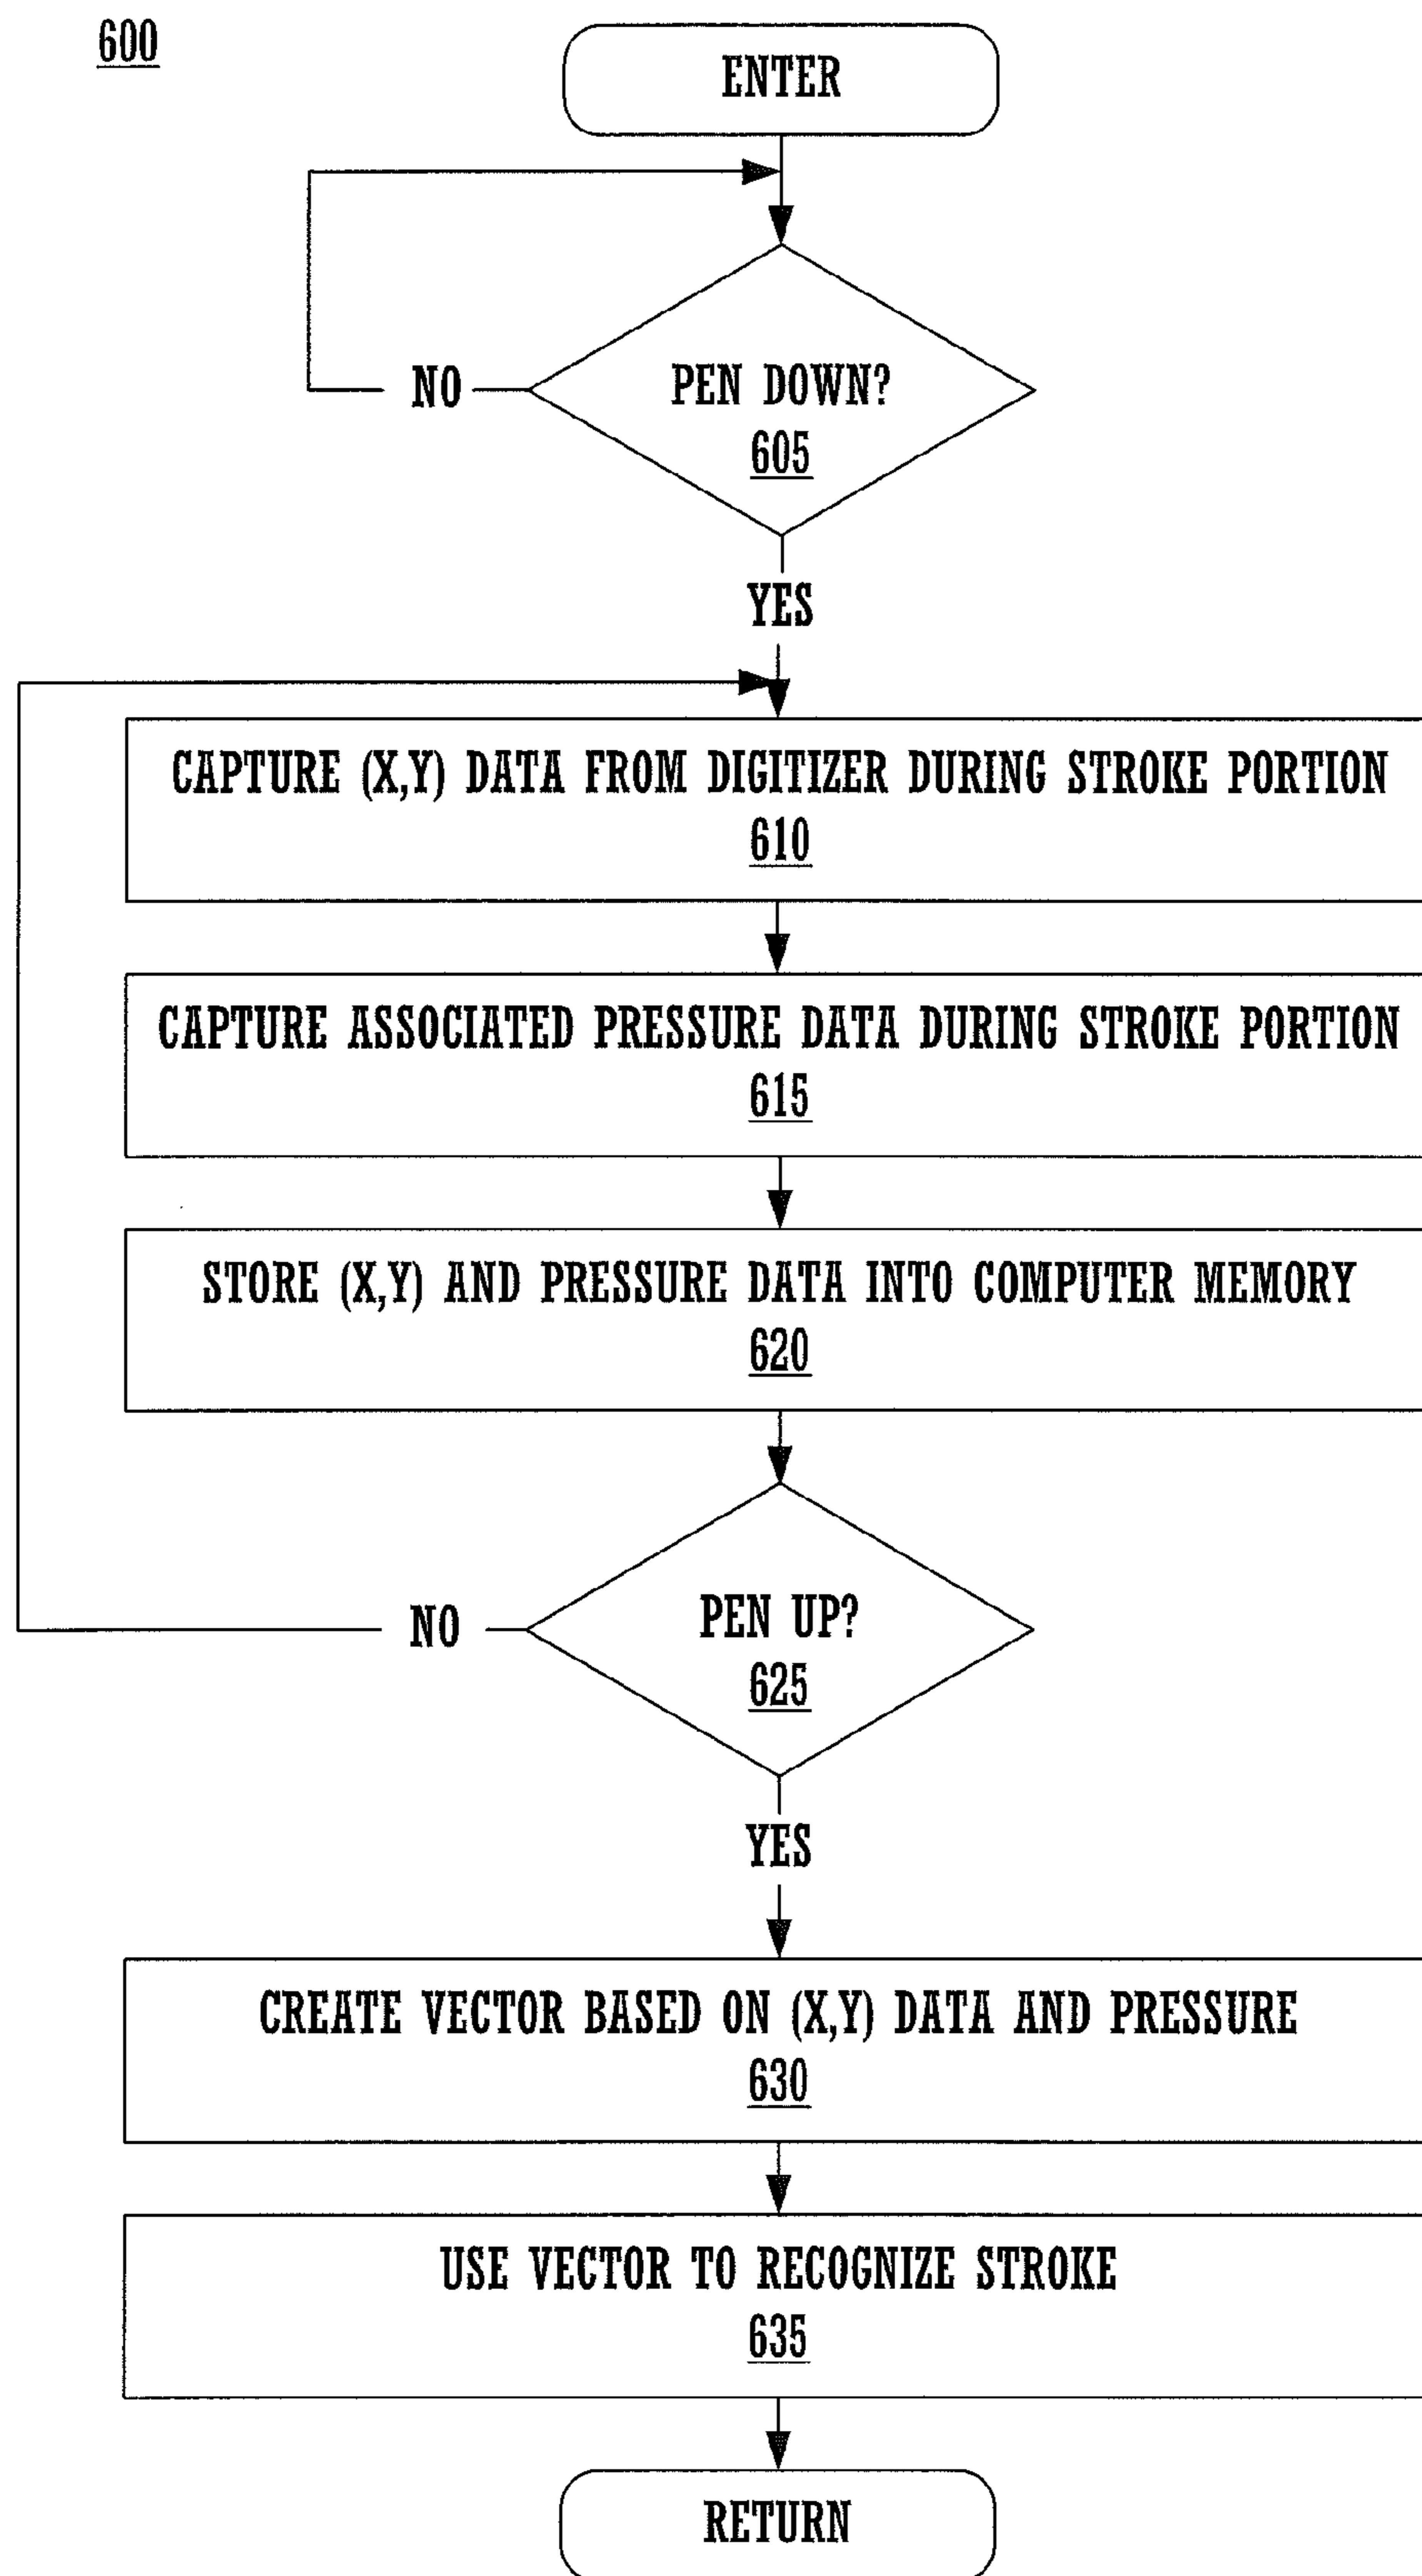 600
ENTER
PEN DOWN?
605
NO
YES
CAPTURE (X,Y) DATA FROM DIGITIZER DURING STROKE PORTION
610
CAPTURE ASSOCIATED PRESSURE DATA DURING STROKE PORTION
615
STORE (X,Y) AND PRESSURE DATA INTO COMPUTER MEMORY
620
PEN UP?
625
NO
YES
CREATE VECTOR BASED ON (X,Y) DATA AND PRESSURE
630
USE VECTOR TO RECOGNIZE STROKE
635
RETURN